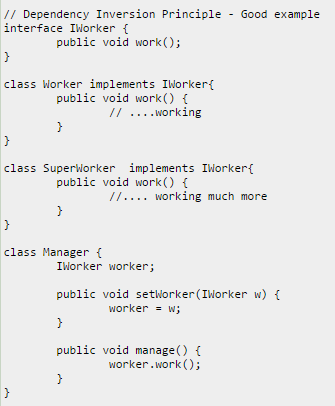 // Dependency Inversion Principle - Good example
interface IWorker {
        public void work();
}

class Worker implements IWorker{
        public void work() {
                // ....working
        }
}

class SuperWorker  implements IWorker{
        public void work() {
                //.... working much more
        }
}

class Manager {
        IWorker worker;

        public void setWorker(IWorker w) {
                worker = w;
        }

        public void manage() {
                worker.work();
        }
}